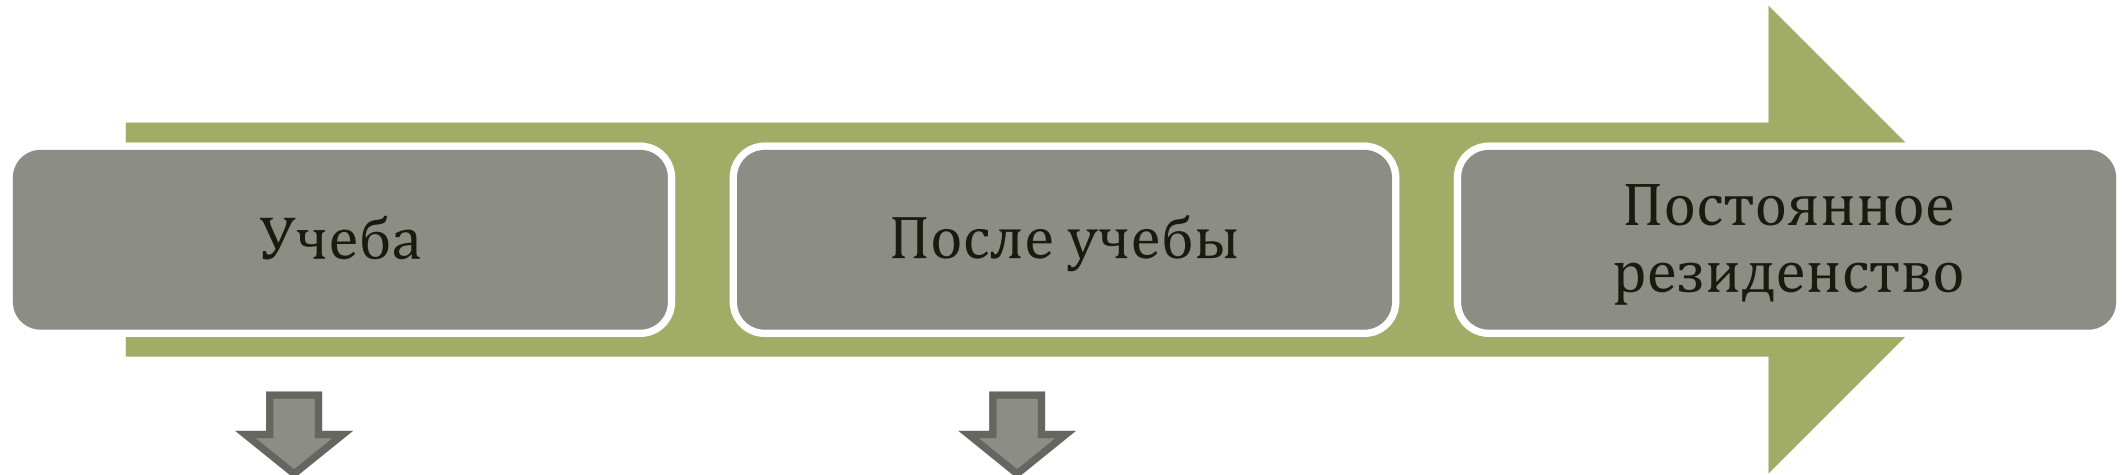 Учеба
После учебы
Постоянное
резиденство